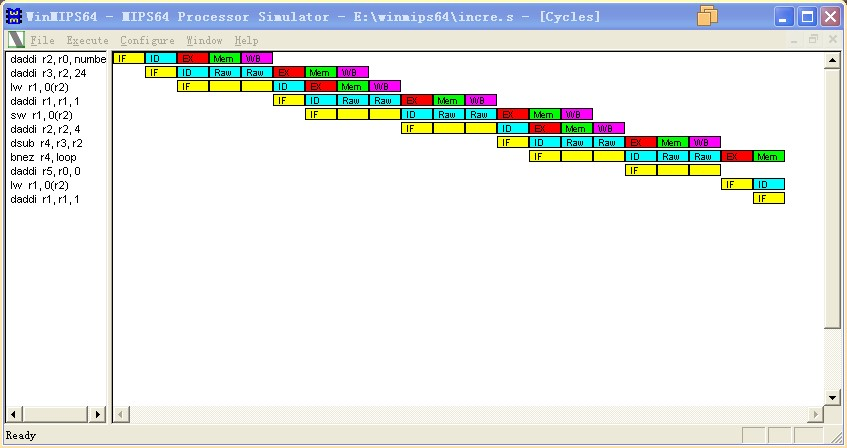 WinMIPS64 - MIPS64 Processor Simulator - E:\winmips64\incre.s - [Cycles]
File Execute Configure Window Help
daddi r2, r0, numbe IF ID EX Mem WB
daddi r3, r2, 24 IF ID Raw Raw EX Mem WB
lw r1, 0(r2) IF ID EX Mem WB
daddi r1, r1, 1 IF ID Raw Raw EX Mem WB
sw r1, 0(r2) IF ID Raw Raw EX Mem WB
daddi r2, r2, 4 IF ID EX Mem WB
dsub r4, r3, r2 IF ID Raw Raw EX Mem WB
bnez r4, loop IF ID Raw Raw EX Mem
daddi r5, r0, 0 IF
lw r1, 0(r2) IF ID
daddi r1, r1, 1 IF
Ready